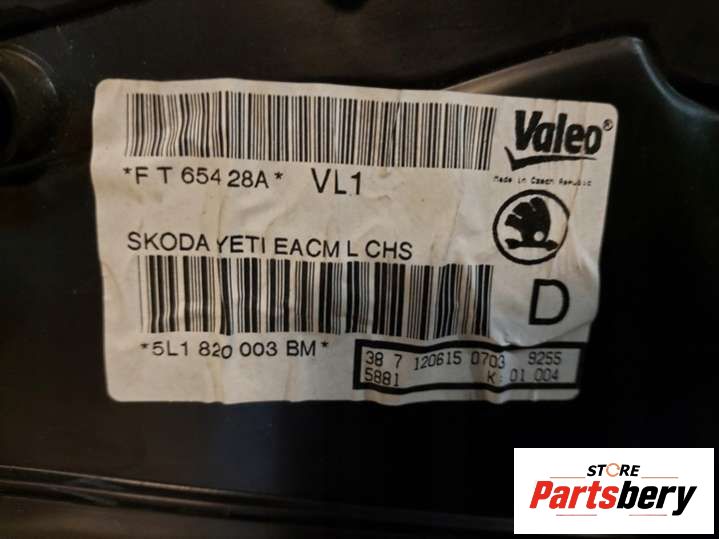 Valeo®
Made in Czech Republic
*F T 654 28A* VL1
SKODA YETI EACM L CHS
D
*5L1 820 003 BM*
38 7 120615 0703 9255
5881 K 01 004
STORE
Partsbery